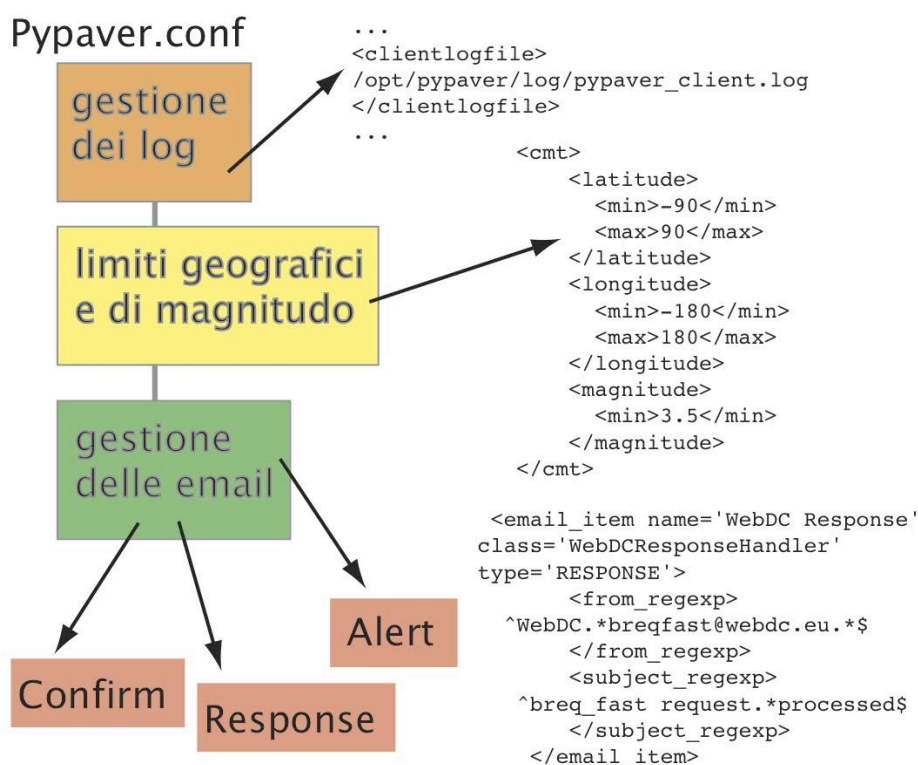 Pypaver.conf
gestione
dei log
limiti geografici
e di magnitudo
gestione
delle email
Confirm
Response
Alert
...
<clientlogfile>
/opt/pypaver/log/pypaver_client.log
</clientlogfile>
...
<cmt>
<latitude>
<min>-90</min>
<max>90</max>
</latitude>
<longitude>
<min>-180</min>
<max>180</max>
</longitude>
<magnitude>
<min>3.5</min>
</magnitude>
</cmt>
<email_item name='WebDC Response'
class='WebDCResponseHandler'
type='RESPONSE'>
<from_regexp>
^WebDC.*breqfast@webdc.eu.*$
</from_regexp>
<subject_regexp>
^breq_fast request.*processed$
</subject_regexp>
</email_item>